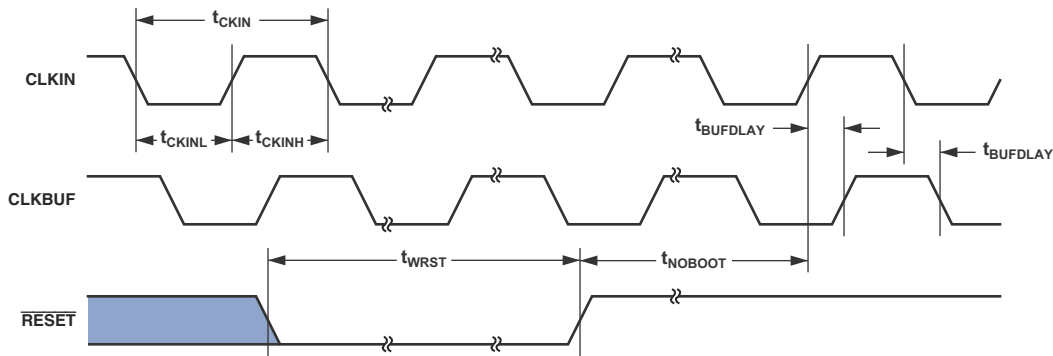 tCKIN
CLKIN
tCKINL
tCKINH
tBUFDLAY
tBUFDLAY
CLKBUF
tWRST
tNOBOOT
RESET